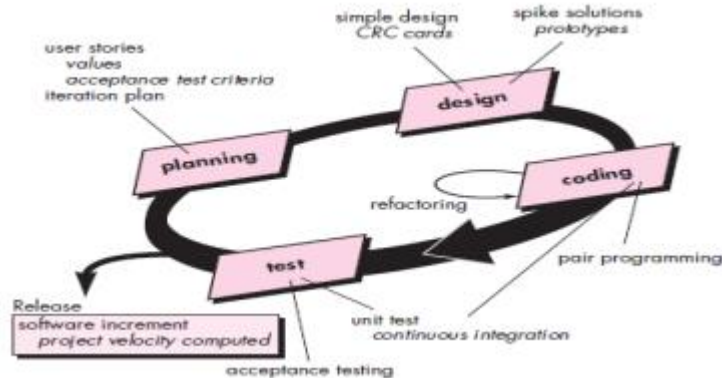 simple design
CRC cards
spike solutions
prototypes
user stories
values
acceptance test criteria
iteration plan
design
planning
coding
refactoring
pair programming
test
unit test
continuous integration
acceptance testing
Release
software increment
project velocity computed